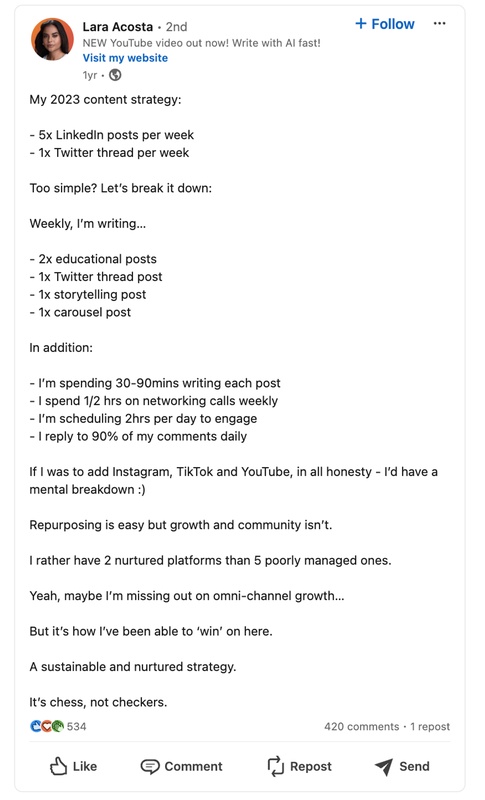 Lara Acosta • 2nd
+ Follow
NEW YouTube video out now! Write with AI fast!
Visit my website
1yr •
My 2023 content strategy:
- 5x LinkedIn posts per week
- 1x Twitter thread per week
Too simple? Let’s break it down:
Weekly, I’m writing...
- 2x educational posts
- 1x Twitter thread post
- 1x storytelling post
- 1x carousel post
In addition:
- I’m spending 30-90mins writing each post
- I spend 1/2 hrs on networking calls weekly
- I’m scheduling 2hrs per day to engage
- I reply to 90% of my comments daily
If I was to add Instagram, TikTok and YouTube, in all honesty - I’d have a
mental breakdown :)
Repurposing is easy but growth and community isn’t.
I rather have 2 nurtured platforms than 5 poorly managed ones.
Yeah, maybe I’m missing out on omni-channel growth...
But it’s how I’ve been able to ‘win’ on here.
A sustainable and nurtured strategy.
It’s chess, not checkers.
534
420 comments • 1 repost
Like
Comment
Repost
Send